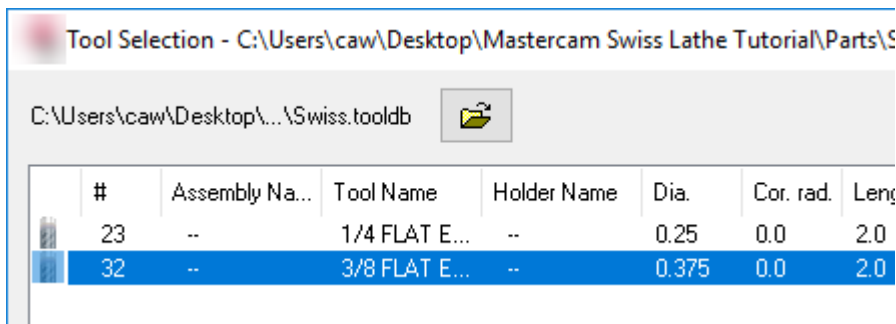 Tool Selection - C:\Users\caw\Desktop\Mastercam Swiss Lathe Tutorial\Parts\S
C:\Users\caw\Desktop\...\Swiss.tooldb
# Assembly Na... Tool Name Holder Name Dia. Cor. rad. Leng
23 -- 1/4 FLAT E... -- 0.25 0.0 2.0
32 -- 3/8 FLAT E... -- 0.375 0.0 2.0